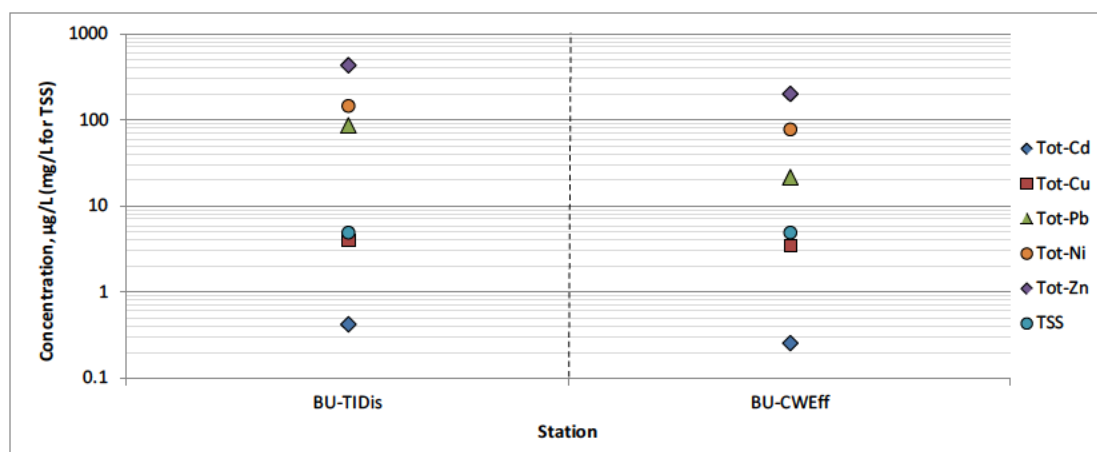 Concentration, µg/L (mg/L for TSS)
1000
100
10
1
0.1
BU-TIDis
BU-CWEff
Station
Tot-Cd
Tot-Cu
Tot-Pb
Tot-Ni
Tot-Zn
TSS